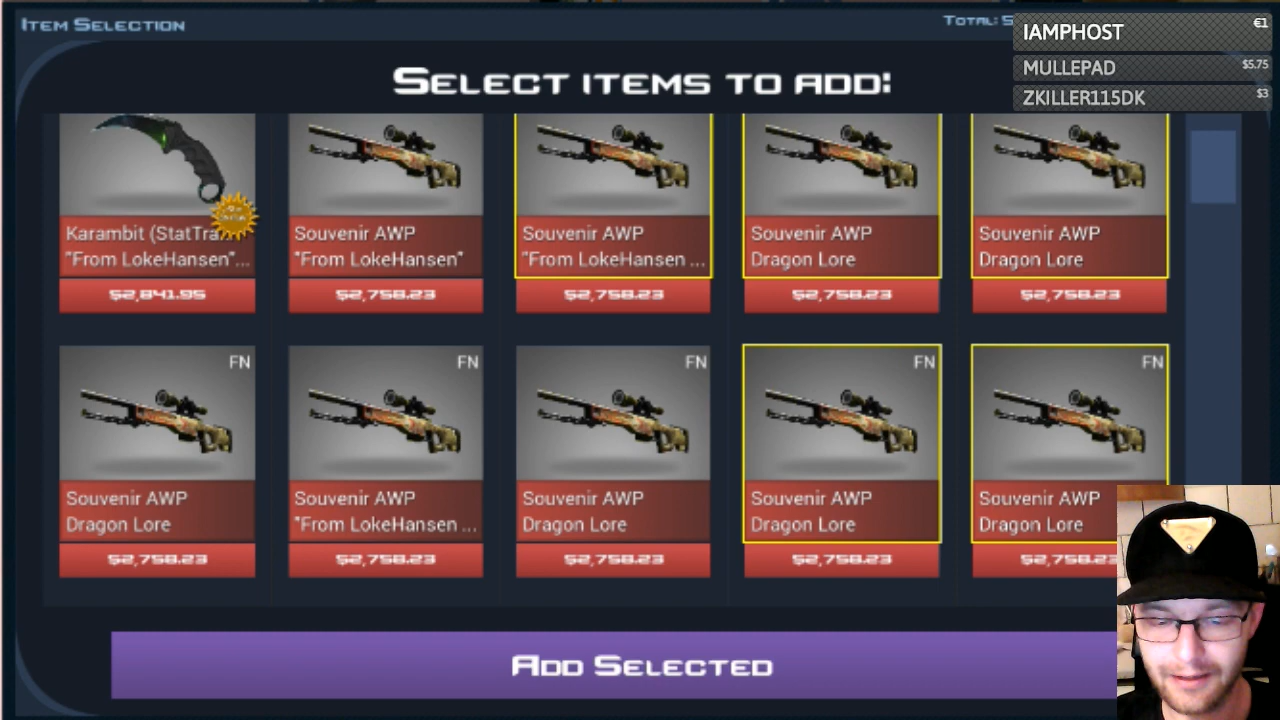 Item Selection
Total: S
IAMPHOST €1
MULLEPAD $5.75
ZKILLER115DK $3
Select items to add:
Karambit (StatTra...
"From LokeHansen"...
$2,841.95
Souvenir AWP
"From LokeHansen"
$2,758.23
Souvenir AWP
"From LokeHansen ...
$2,758.23
Souvenir AWP
Dragon Lore
$2,758.23
Souvenir AWP
Dragon Lore
$2,758.23
FN
Souvenir AWP
Dragon Lore
$2,758.23
FN
Souvenir AWP
"From LokeHansen ...
$2,758.23
FN
Souvenir AWP
Dragon Lore
$2,758.23
FN
Souvenir AWP
Dragon Lore
$2,758.23
FN
Souvenir AWP
Dragon Lore
$2,758.23
Add Selected